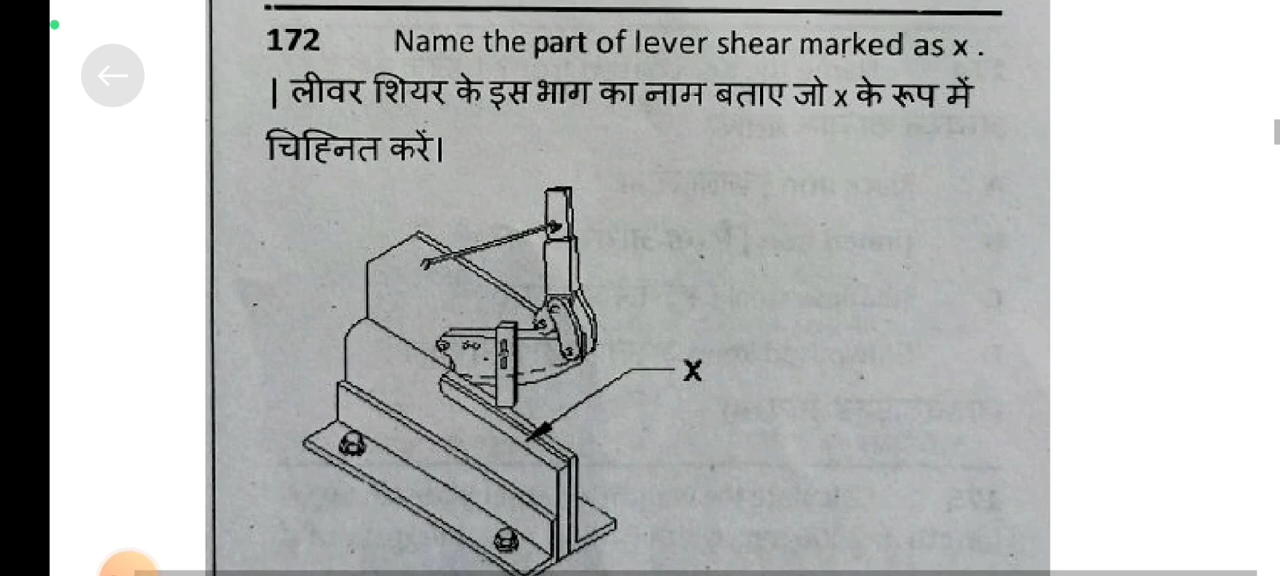 172 Name the part of lever shear marked as x .
| लीवर शियर के इस भाग का नाम बताए जो x के रूप में
चिह्नित करें।
X